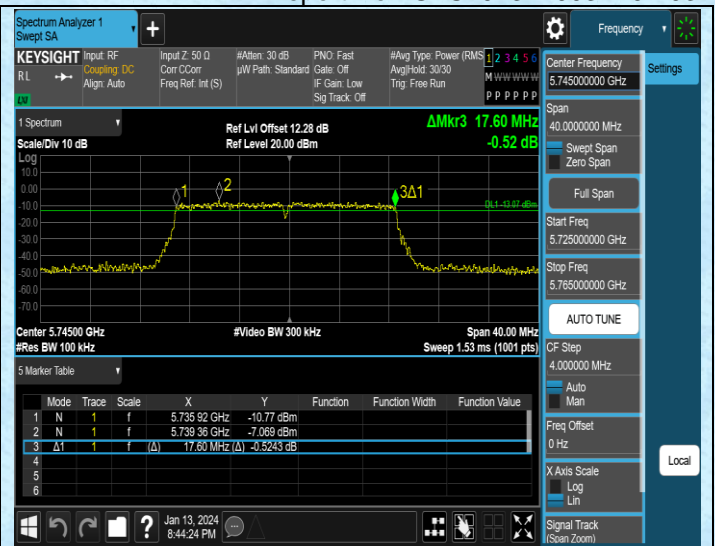 Spectrum Analyzer 1
Swept SA
KEYSIGHT
RL
Input: RF
Coupling: DC
Align: Auto
Input Z: 50 Ω
Corr CCorr
Freq Ref: Int (S)
#Atten: 30 dB
µW Path: Standard
PNO: Fast
Gate: Off
IF Gain: Low
Sig Track: Off
#Avg Type: Power (RMS
Avg|Hold: 30/30
Trig: Free Run
1 2 3 4 5 6
M W W W W W
P P P P P P
LXI
1 Spectrum
Scale/Div 10 dB
Ref Lvl Offset 12.28 dB
Ref Level 20.00 dBm
ΔMkr3 17.60 MHz
-0.52 dB
Log
10.0
0.00
-10.0
-20.0
-30.0
-40.0
-50.0
-60.0
-70.0
1
2
3Δ1
DL1 -13.07 dBm
Center 5.74500 GHz
#Res BW 100 kHz
#Video BW 300 kHz
Span 40.00 MHz
Sweep 1.53 ms (1001 pts)
5 Marker Table
Mode Trace Scale X Y Function Function Width Function Value
1 N 1 f 5.735 92 GHz -10.77 dBm
2 N 1 f 5.739 36 GHz -7.069 dBm
3 Δ1 1 f (Δ) 17.60 MHz (Δ) -0.5243 dB
4
5
6
?
Jan 13, 2024
8:44:24 PM
Frequency
Settings
Center Frequency
5.745000000 GHz
Span
40.0000000 MHz
Swept Span
Zero Span
Full Span
Start Freq
5.725000000 GHz
Stop Freq
5.765000000 GHz
AUTO TUNE
CF Step
4.000000 MHz
Auto
Man
Freq Offset
0 Hz
X Axis Scale
Log
Lin
Signal Track
(Span Zoom)
Local